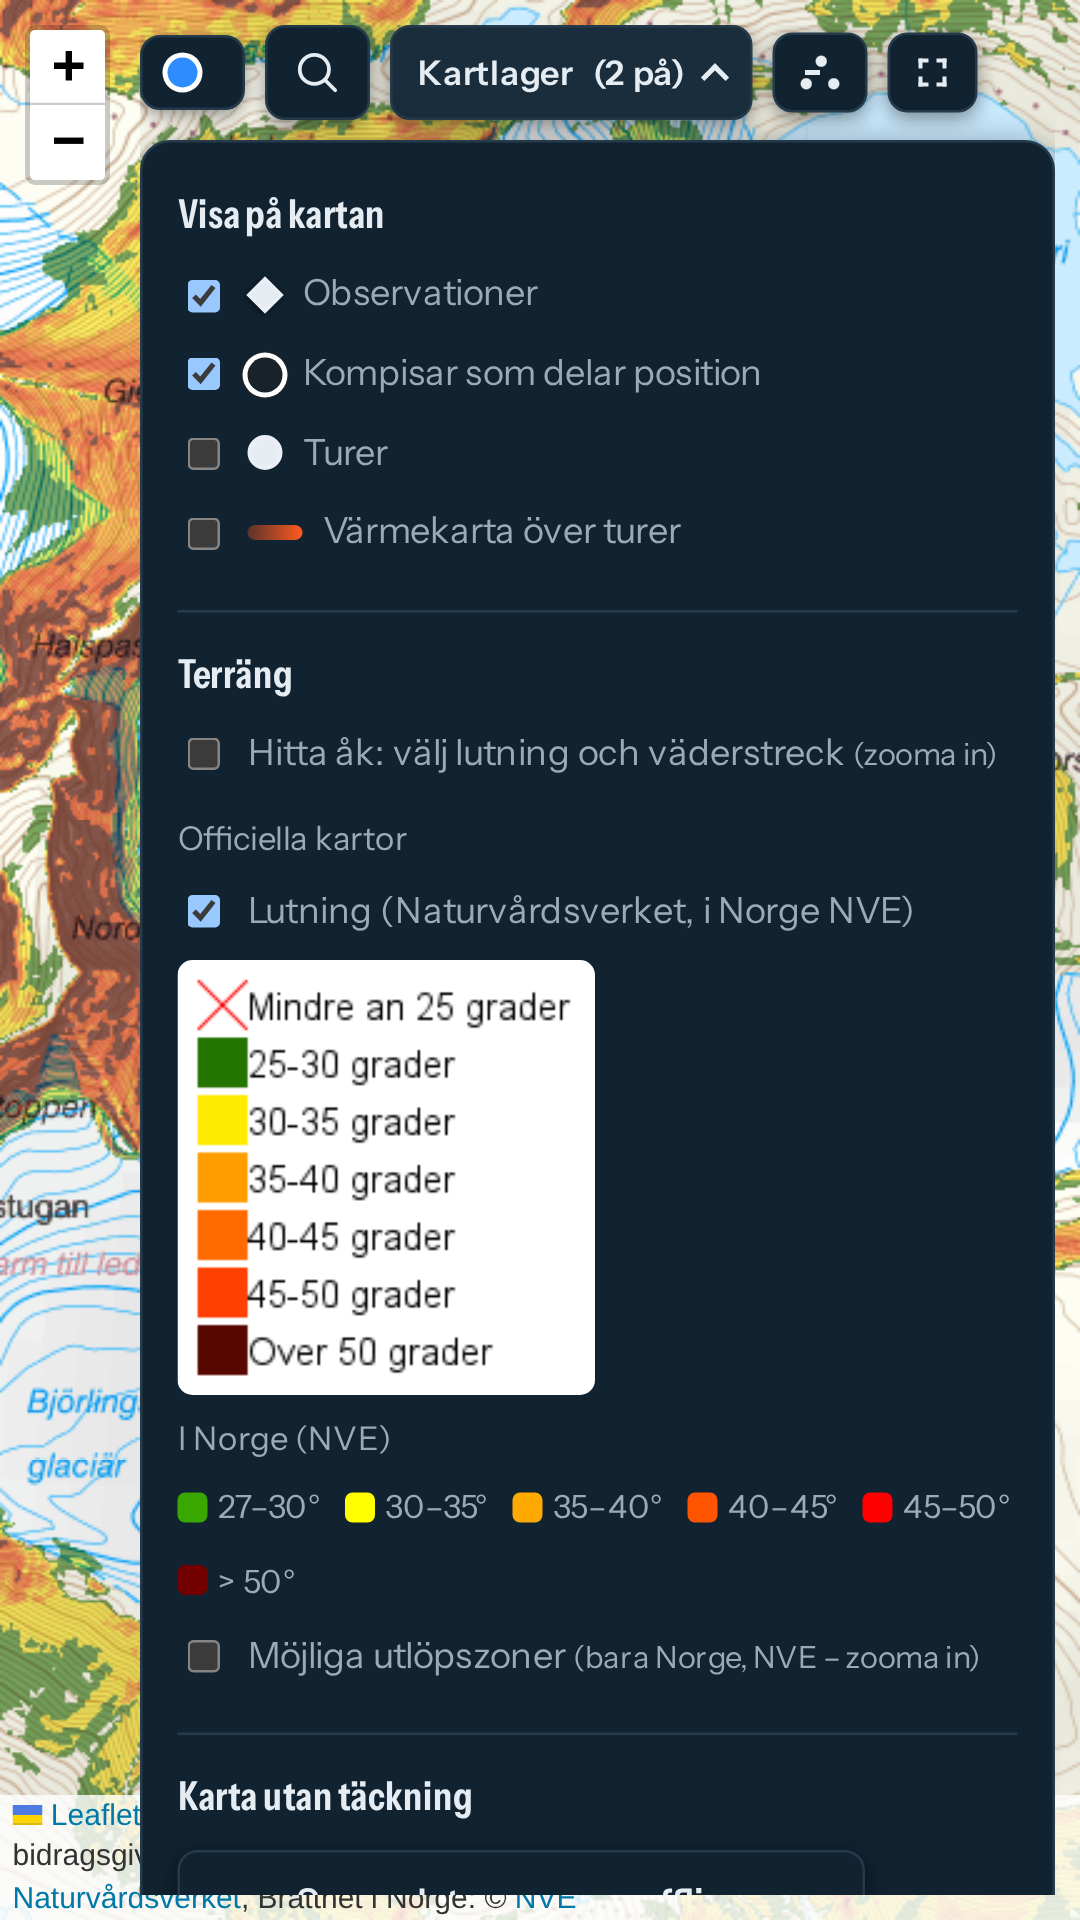 +
Kartlager (2 på)
−
Visa på kartan
Observationer
Kompisar som delar position
Turer
Värmekarta över turer
Terräng
Hitta åk: välj lutning och väderstreck (zooma in)
Officiella kartor
Lutning (Naturvårdsverket, i Norge NVE)
Mindre an 25 grader
25-30 grader
30-35 grader
35-40 grader
stugan
40-45 grader
45-50 grader
Over 50 grader
Björling
I Norge (NVE)
glaciär
27–30° 30–35° 35–40° 40–45° 45–50°
> 50°
Möjliga utlöpszoner (bara Norge, NVE – zooma in)
Karta utan täckning
Leaflet
bidragsgiv
Naturvårdsverket, Branthet i Norge: © NVE